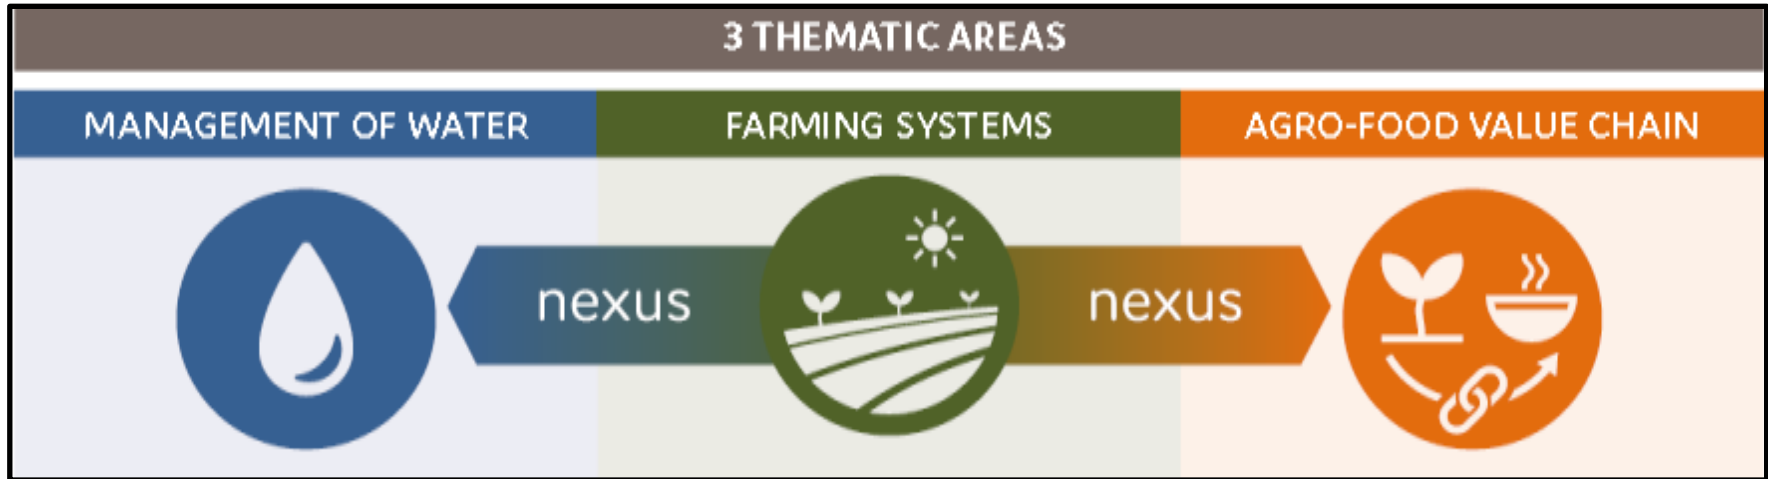 3 THEMATIC AREAS
MANAGEMENT OF WATER
FARMING SYSTEMS
AGRO-FOOD VALUE CHAIN
nexus
nexus